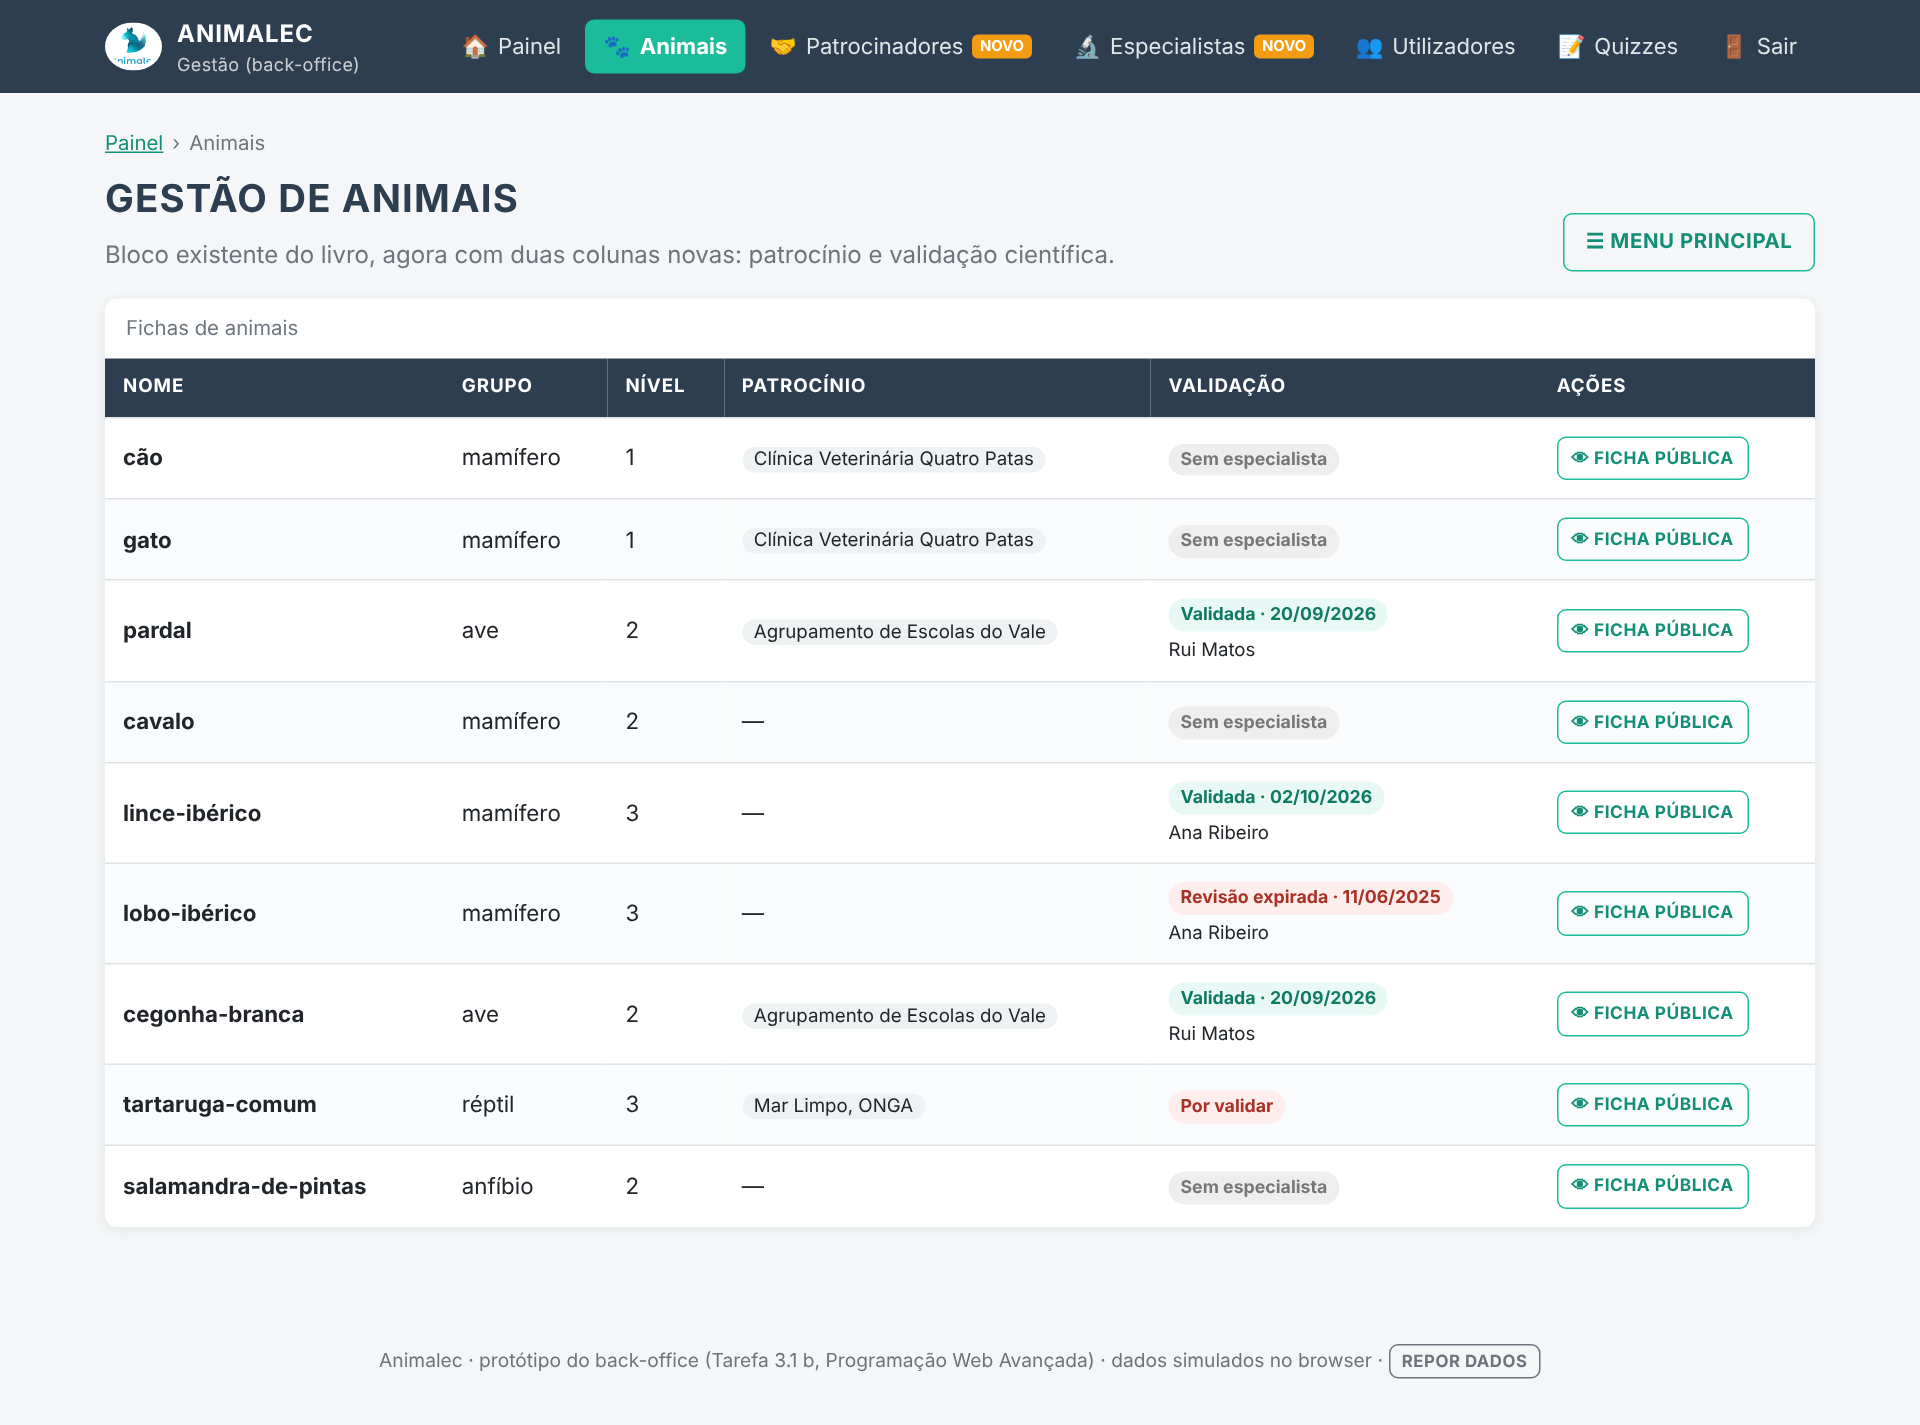 ANIMALEC
Gestão (back-office)
Painel
Animais
Patrocinadores NOVO
Especialistas NOVO
Utilizadores
Quizzes
Sair
Painel › Animais
GESTÃO DE ANIMAIS
Bloco existente do livro, agora com duas colunas novas: patrocínio e validação científica.
☰ MENU PRINCIPAL
Fichas de animais
NOME GRUPO NÍVEL PATROCÍNIO VALIDAÇÃO AÇÕES
cão mamífero 1 Clínica Veterinária Quatro Patas Sem especialista FICHA PÚBLICA
gato mamífero 1 Clínica Veterinária Quatro Patas Sem especialista FICHA PÚBLICA
pardal ave 2 Agrupamento de Escolas do Vale Validada · 20/09/2026 FICHA PÚBLICA
Rui Matos
cavalo mamífero 2 — Sem especialista FICHA PÚBLICA
lince-ibérico mamífero 3 — Validada · 02/10/2026 FICHA PÚBLICA
Ana Ribeiro
lobo-ibérico mamífero 3 — Revisão expirada · 11/06/2025 FICHA PÚBLICA
Ana Ribeiro
cegonha-branca ave 2 Agrupamento de Escolas do Vale Validada · 20/09/2026 FICHA PÚBLICA
Rui Matos
tartaruga-comum réptil 3 Mar Limpo, ONGA Por validar FICHA PÚBLICA
salamandra-de-pintas anfíbio 2 — Sem especialista FICHA PÚBLICA
Animalec · protótipo do back-office (Tarefa 3.1 b, Programação Web Avançada) · dados simulados no browser · REPOR DADOS